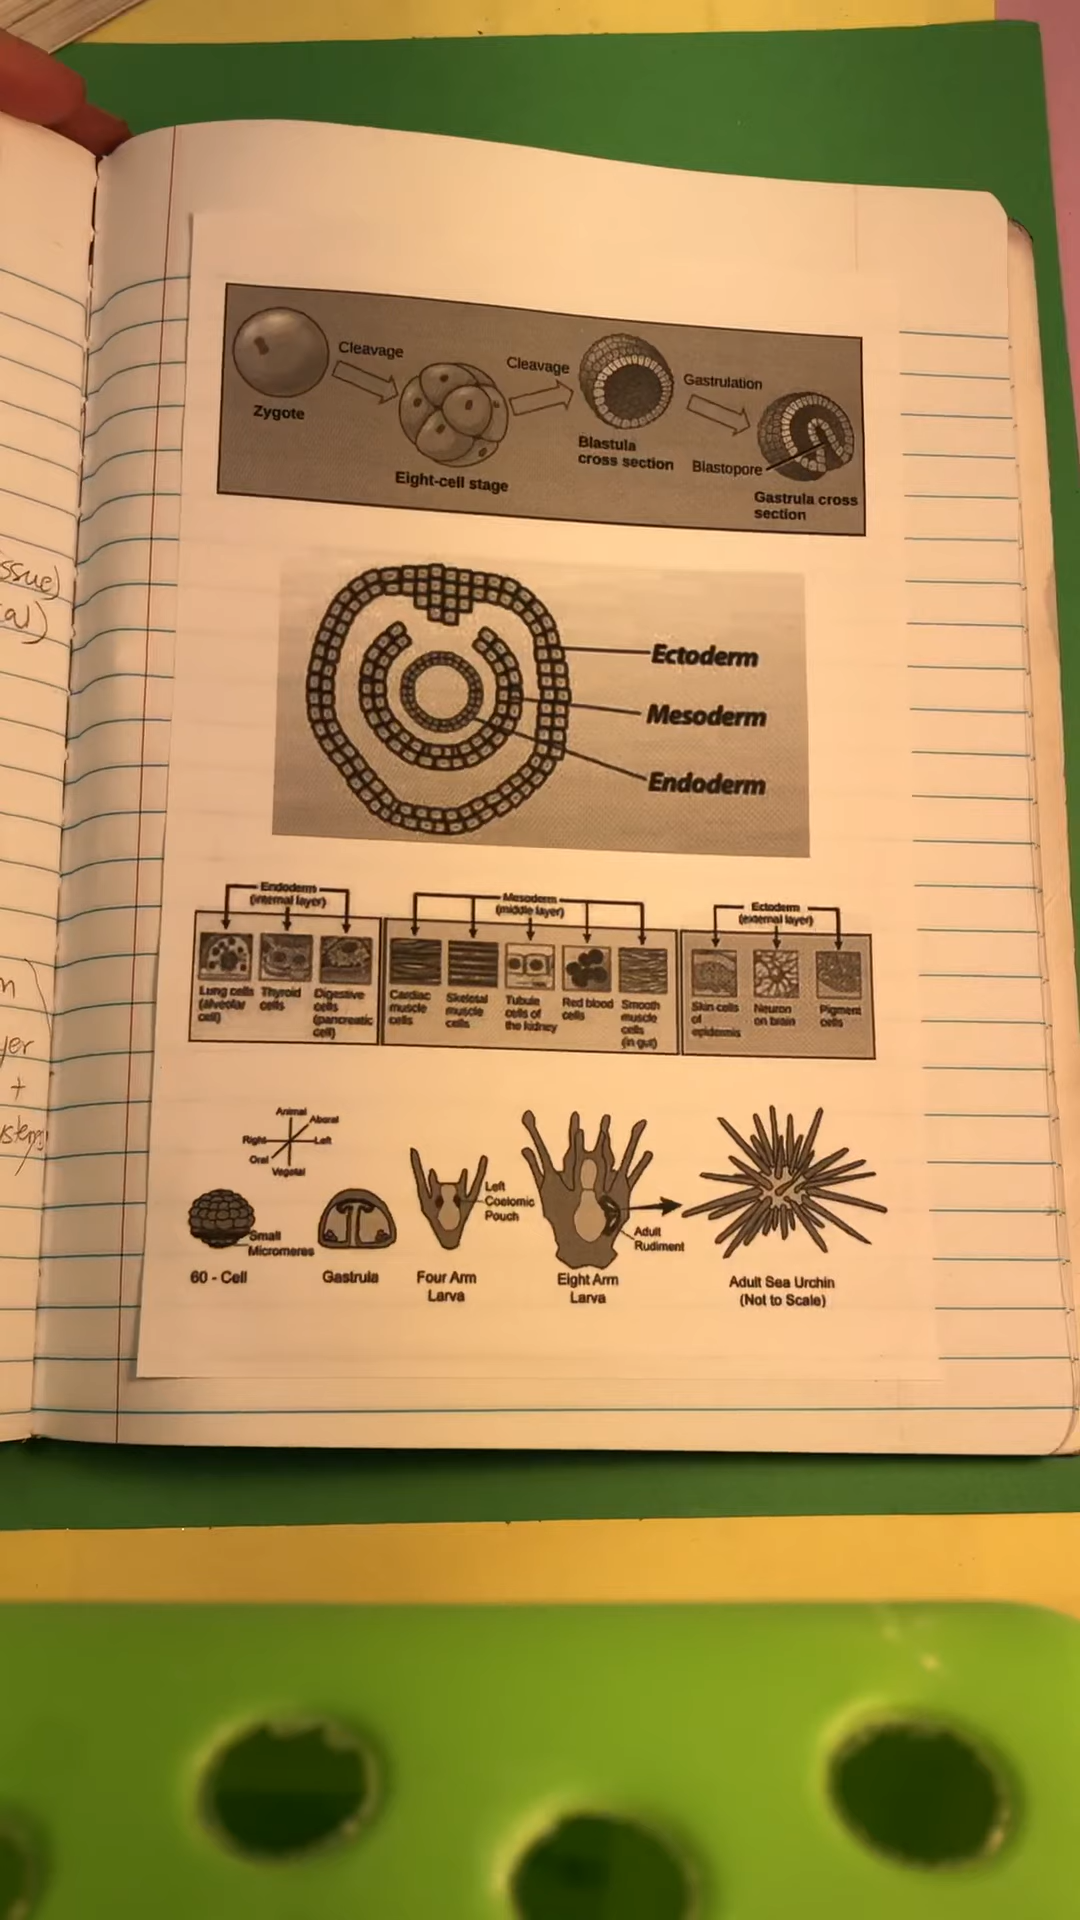 ssue)
al)
n
yer
+
Zygote
Cleavage
Eight-cell stage
Cleavage
Blastula
cross section
Gastrulation
Blastopore
Gastrula cross
section
Ectoderm
Mesoderm
Endoderm
Endoderm
(internal layer)
Lung cells
(alveolar
cell)
Thyroid
cells
Digestive
cells
(pancreatic
cell)
Mesoderm
(middle layer)
Cardiac
muscle
cells
Skeletal
muscle
cells
Tubule
cells of
the kidney
Red blood
cells
Smooth
muscle
cells
(in gut)
Ectoderm
(external layer)
Skin cells
of
epidermis
Neuron
on brain
Pigment
cells
Animal
Aboral
Right
Left
Oral
Vegetal
Small
Micromeres
60 - Cell
Gastrula
Left
Coelomic
Pouch
Four Arm
Larva
Adult
Rudiment
Eight Arm
Larva
Adult Sea Urchin
(Not to Scale)